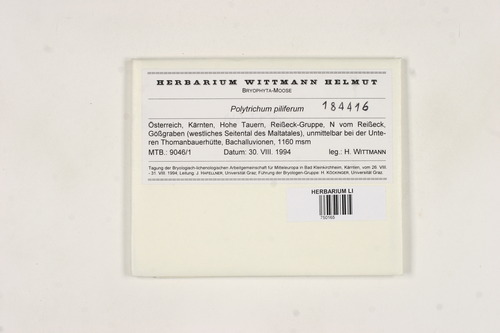 HERBARIUM WITTMANN HELMUT
BRYOPHYTA-MOOSE
Polytrichum piliferum 184416
Österreich, Kärnten, Hohe Tauern, Reißeck-Gruppe, N vom Reißeck,
Gößgraben (westliches Seitental des Maltatales), unmittelbar bei der Unte-
ren Thomanbauerhütte, Bachalluvionen, 1160 msm
MTB.: 9046/1 Datum: 30. VIII. 1994 leg.: H. WITTMANN
Tagung der Bryologisch-lichenologischen Arbeitsgemeinschaft für Mitteleuropa in Bad Kleinkirchheim, Kärnten, vom 26. VIII.
- 31. VIII. 1994, Leitung: J. HAFELLNER, Universität Graz; Führung der Bryologen-Gruppe: H. KÖCKINGER, Universität Graz
HERBARIUM LI
750165